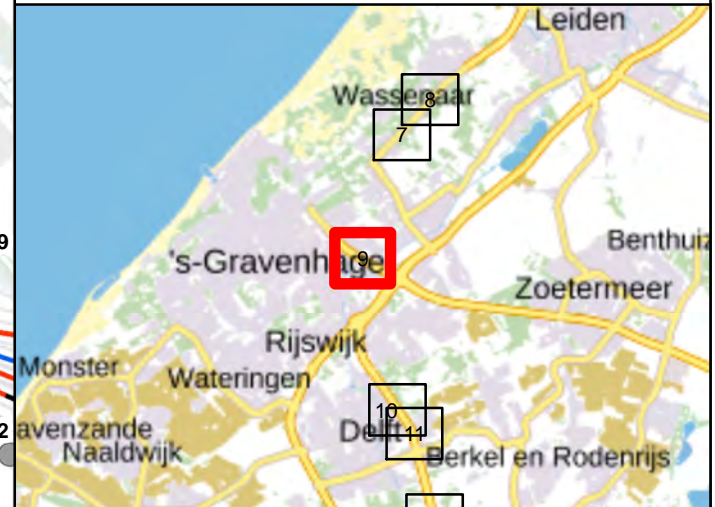 Leiden
Wassenaar
8
7
9
Benthuiz
's-Gravenhage
9
Zoetermeer
Rijswijk
Monster
Wateringen
10
2
avenzande
Delft
11
Naaldwijk
Berkel en Rodenrijs